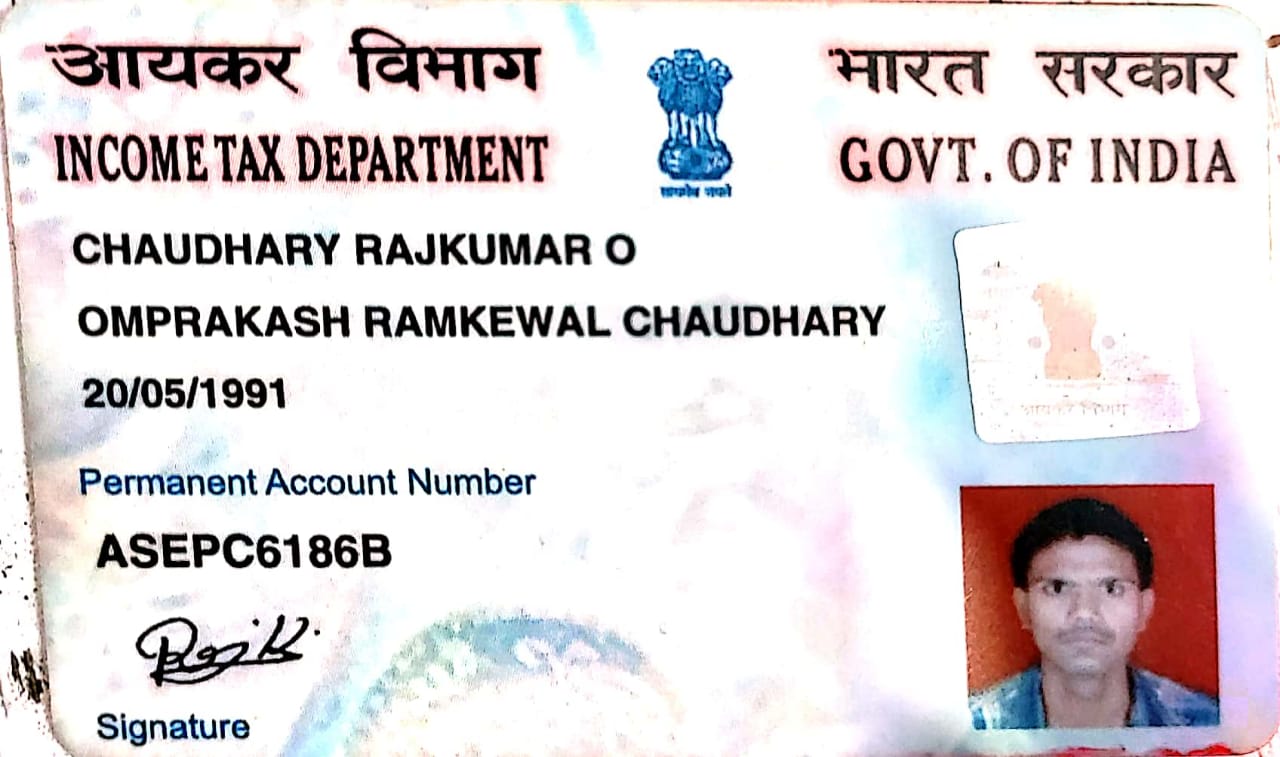 आयकर विभाग
भारत सरकार
INCOME TAX DEPARTMENT
GOVT. OF INDIA
सत्यमेव जयते
CHAUDHARY RAJKUMAR O
OMPRAKASH RAMKEWAL CHAUDHARY
20/05/1991
आयकर विभाग
Permanent Account Number
ASEPC6186B
Signature